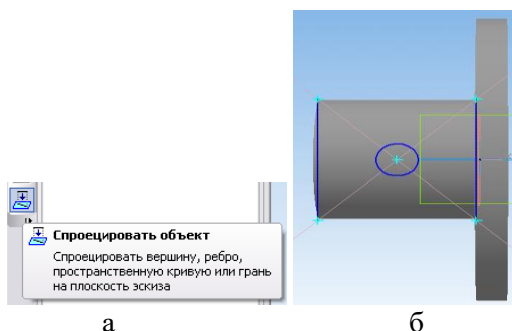 Спроецировать объект
Спроецировать вершину, ребро,
пространственную кривую или грань
на плоскость эскиза
а
б